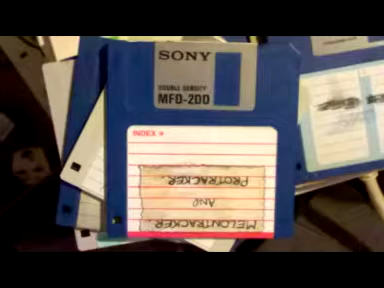 SONY
DOUBLE DENSITY
MFD-2DD
INDEX
MELONTRACKER.
AND
PROTRACKER.